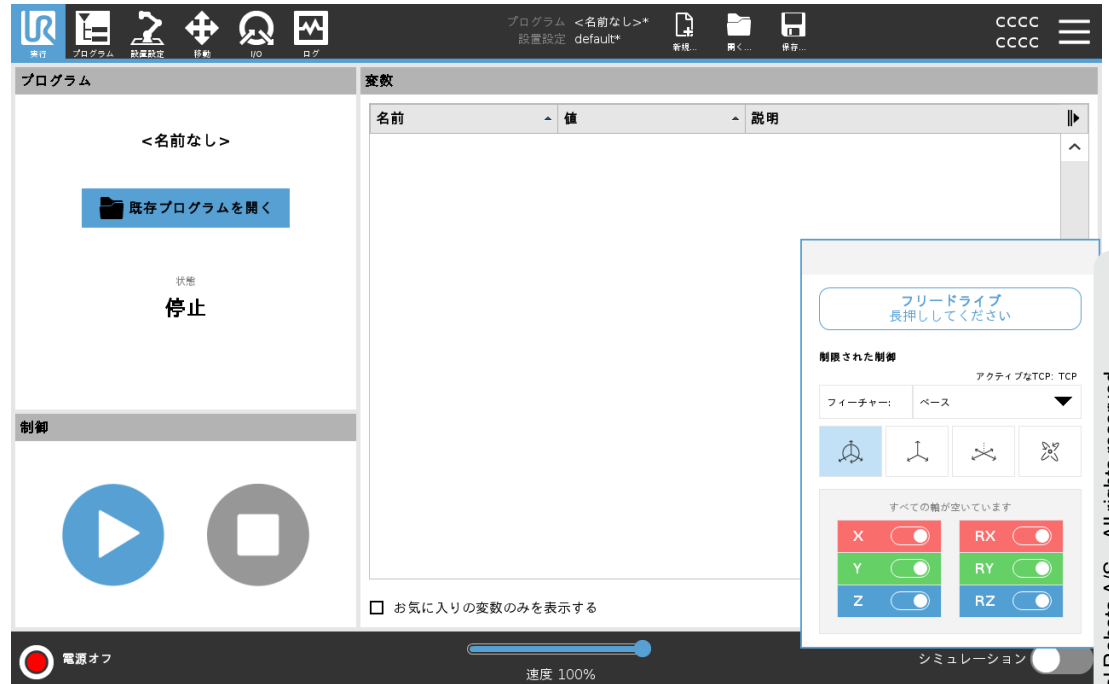 UR
実行
プログラム
設置設定
移動
I/O
ログ
プログラム <名前なし>*
設置設定 default*
新規...
開く...
保存...
CCCC
CCCC
プログラム
<名前なし>
既存プログラムを開く
状態
停止
制御
変数
名前
値
説明
お気に入りの変数のみを表示する
フリードライブ
長押ししてください
制限された制御
アクティブなTCP: TCP
フィーチャー:
ベース
すべての軸が空いています
X
RX
Y
RY
Z
RZ
電源オフ
速度 100%
シミュレーション
Robots A/S. All rights reserved